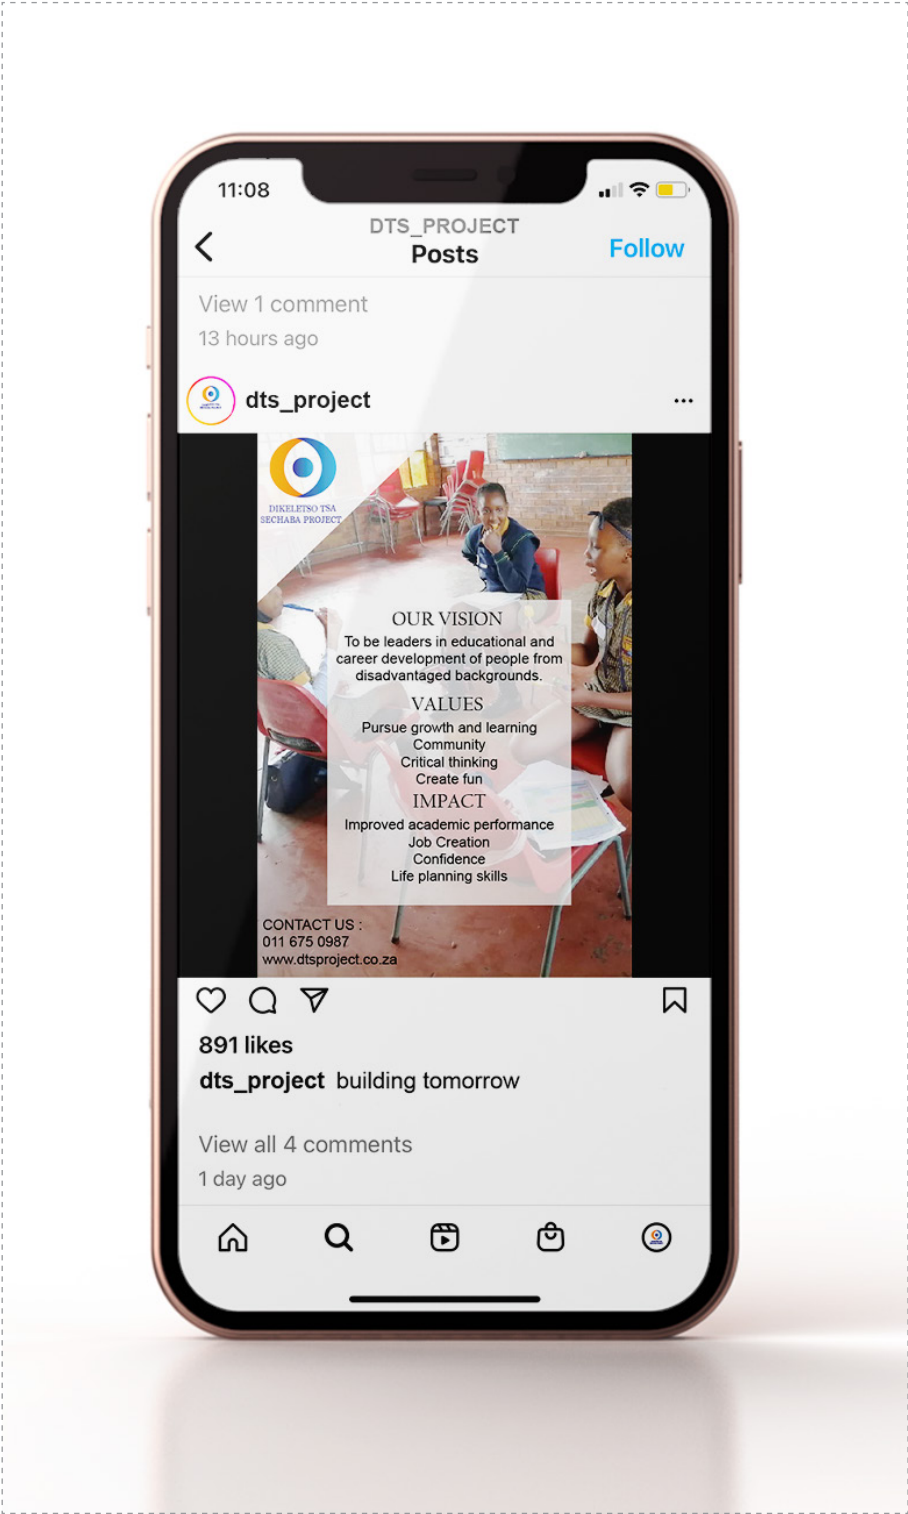 11:08
DTS_PROJECT
Posts
Follow
View 1 comment
13 hours ago
dts_project
DIKELETSO TSA
SECHABA PROJECT
OUR VISION
To be leaders in educational and
career development of people from
disadvantaged backgrounds.
VALUES
Pursue growth and learning
Community
Critical thinking
Create fun
IMPACT
Improved academic performance
Job Creation
Confidence
Life planning skills
CONTACT US :
011 675 0987
www.dtsproject.co.za
891 likes
dts_project building tomorrow
View all 4 comments
1 day ago